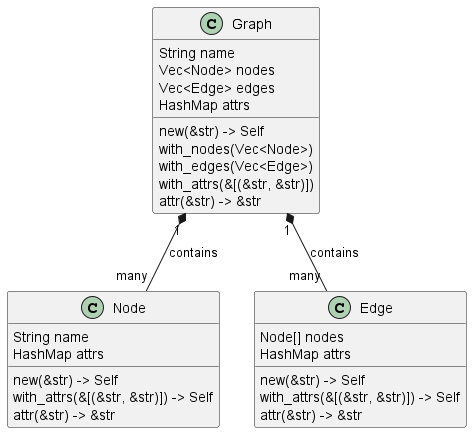 C Graph
String name
Vec<Node> nodes
Vec<Edge> edges
HashMap attrs
new(&str) -> Self
with_nodes(Vec<Node>)
with_edges(Vec<Edge>)
with_attrs(&[(&str, &str)])
attr(&str) -> &str
1
1
contains
contains
many
many
C Node
String name
HashMap attrs
new(&str) -> Self
with_attrs(&[(&str, &str)]) -> Self
attr(&str) -> &str
C Edge
Node[] nodes
HashMap attrs
new(&str) -> Self
with_attrs(&[(&str, &str)]) -> Self
attr(&str) -> &str